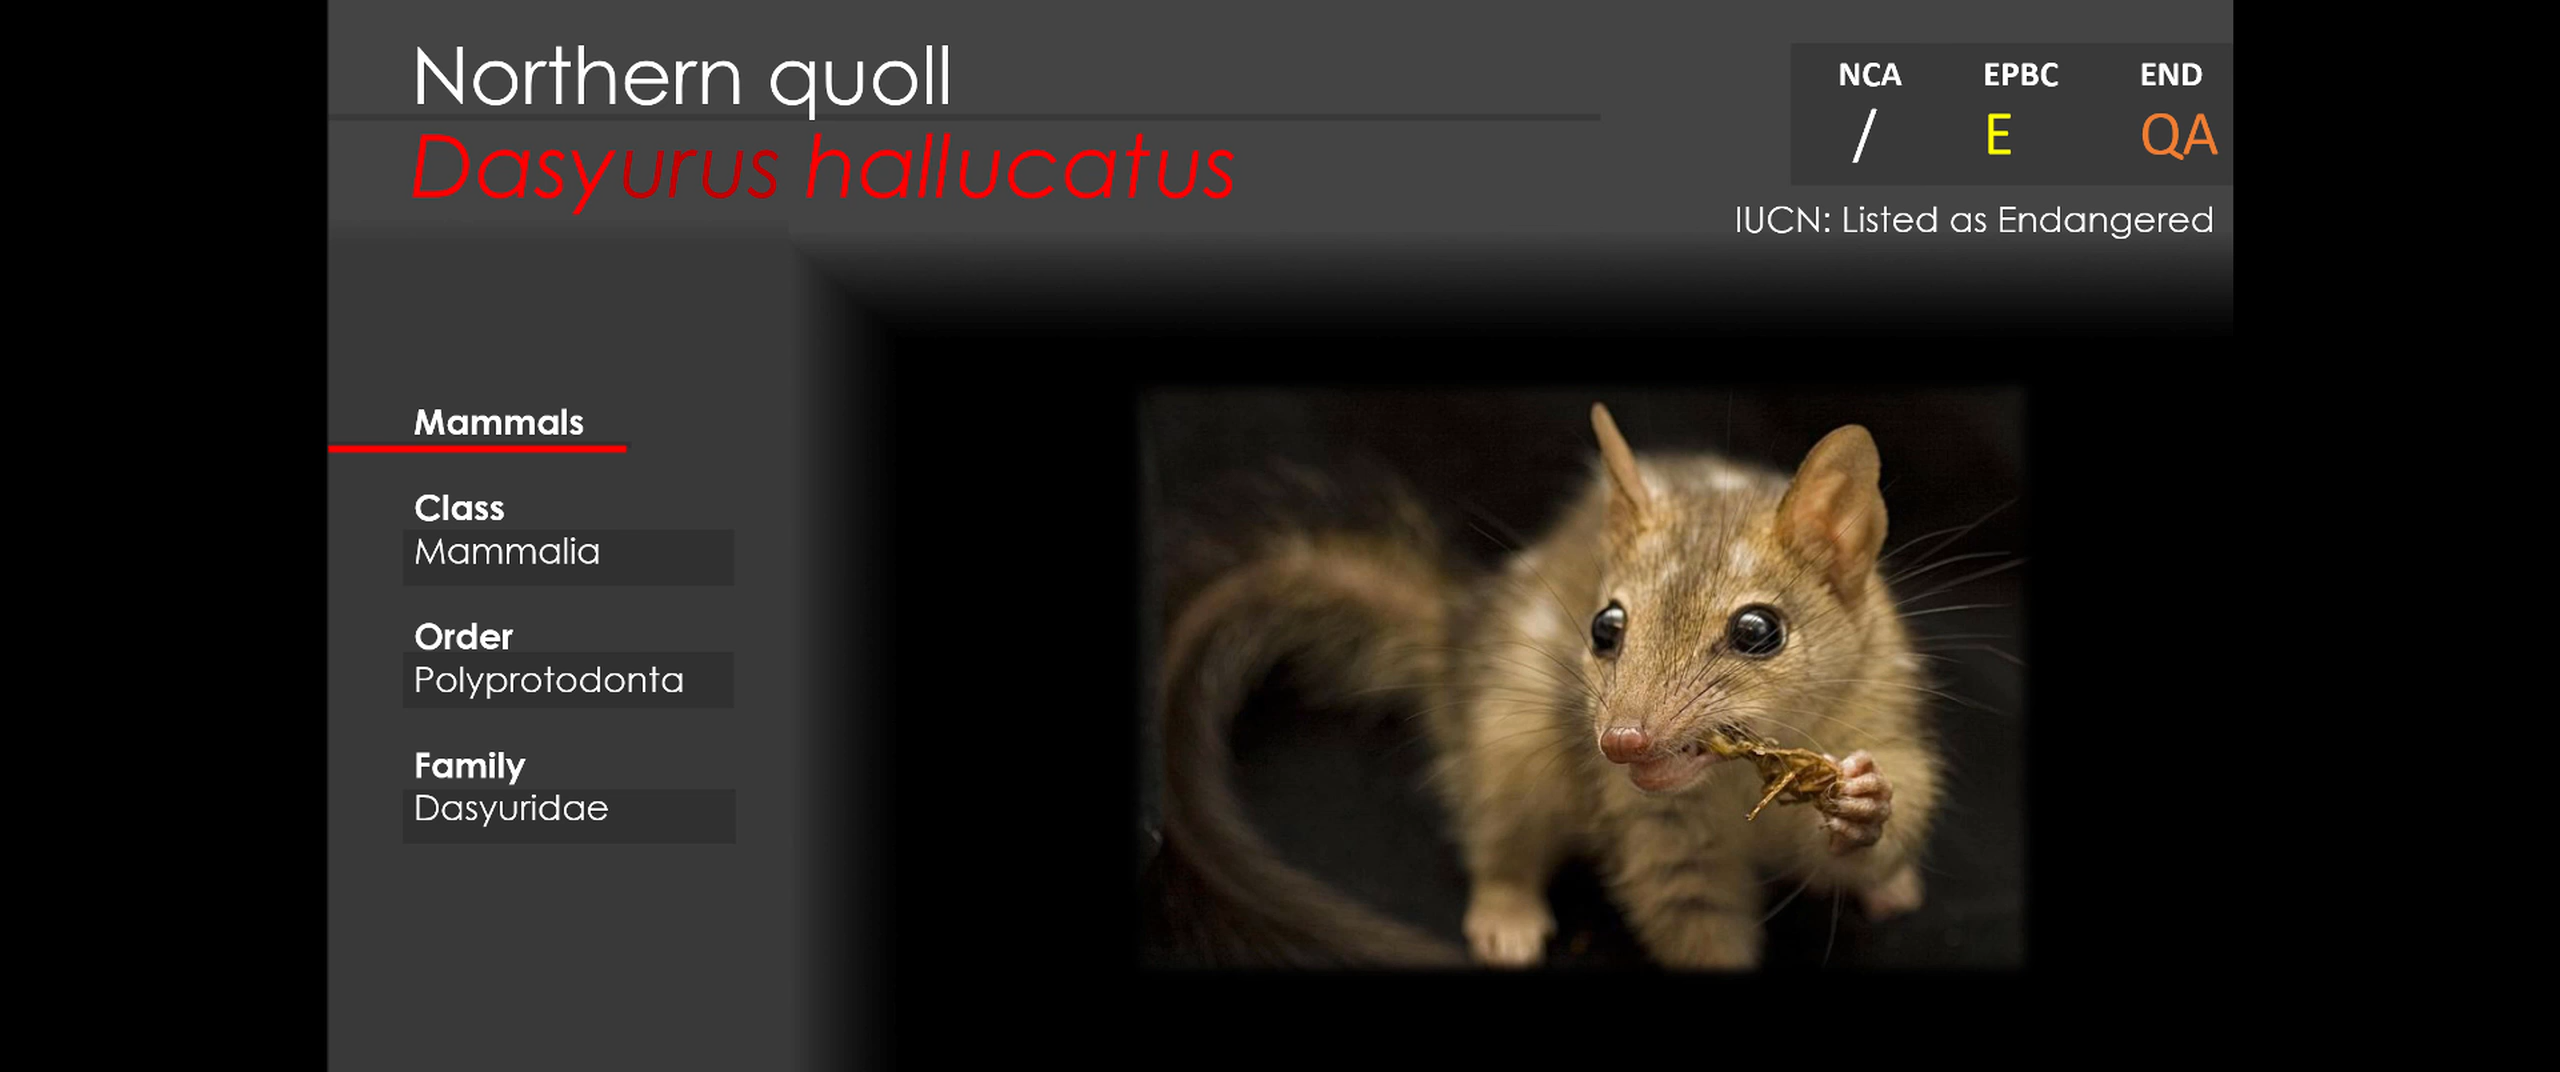 Northern quoll
Dasyurus hallucatus
NCA EPBC END
/ E QA
IUCN: Listed as Endangered
Mammals
Class
Mammalia
Order
Polyprotodonta
Family
Dasyuridae